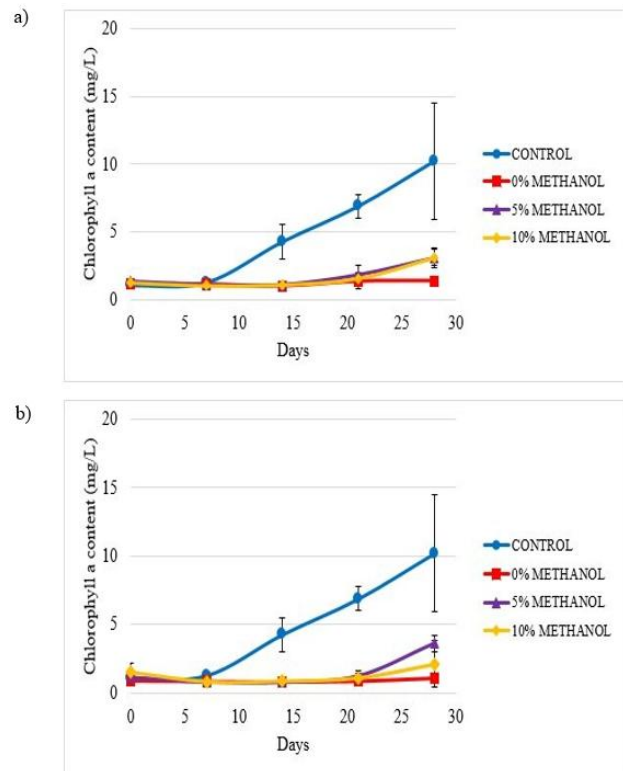 a)
20
15
10
5
0
Chlorophyll a content (mg/L)
0 5 10 15 20 25 30
Days
CONTROL
0% METHANOL
5% METHANOL
10% METHANOL
b)
20
15
10
5
0
Chlorophyll a content (mg/L)
0 5 10 15 20 25 30
Days
CONTROL
0% METHANOL
5% METHANOL
10% METHANOL